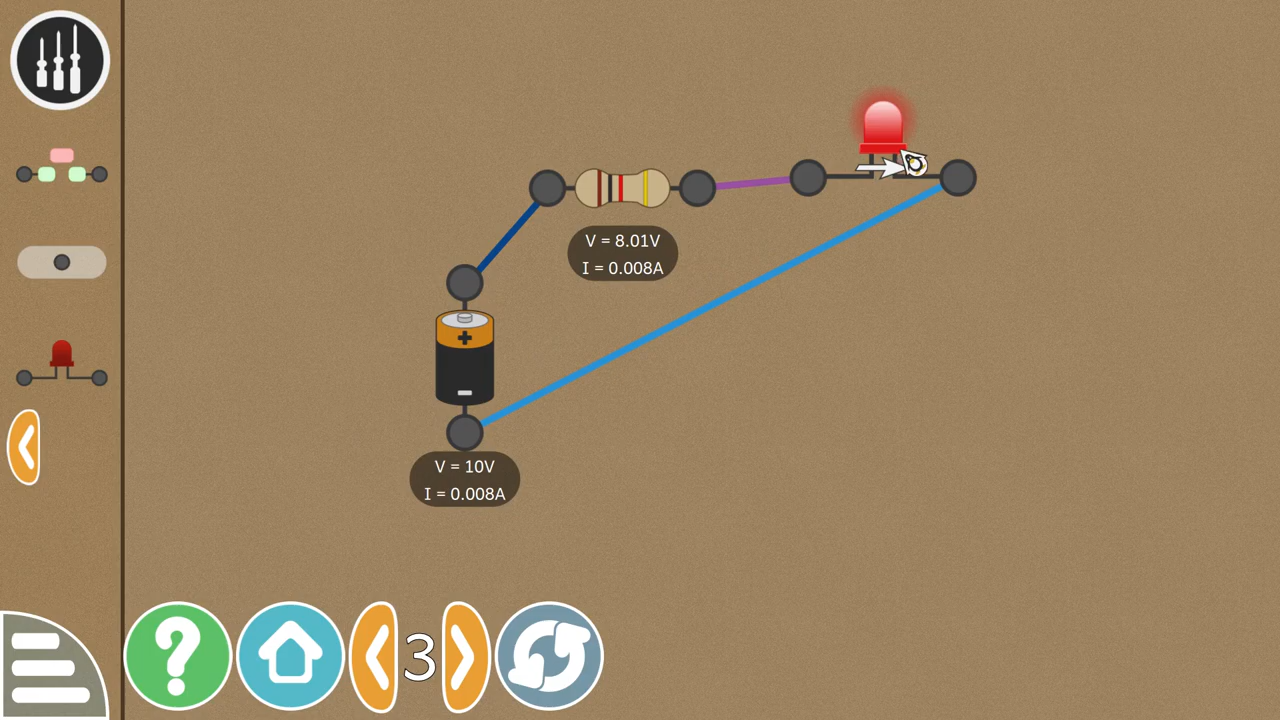 V = 8.01V
I = 0.008A
V = 10V
I = 0.008A
3